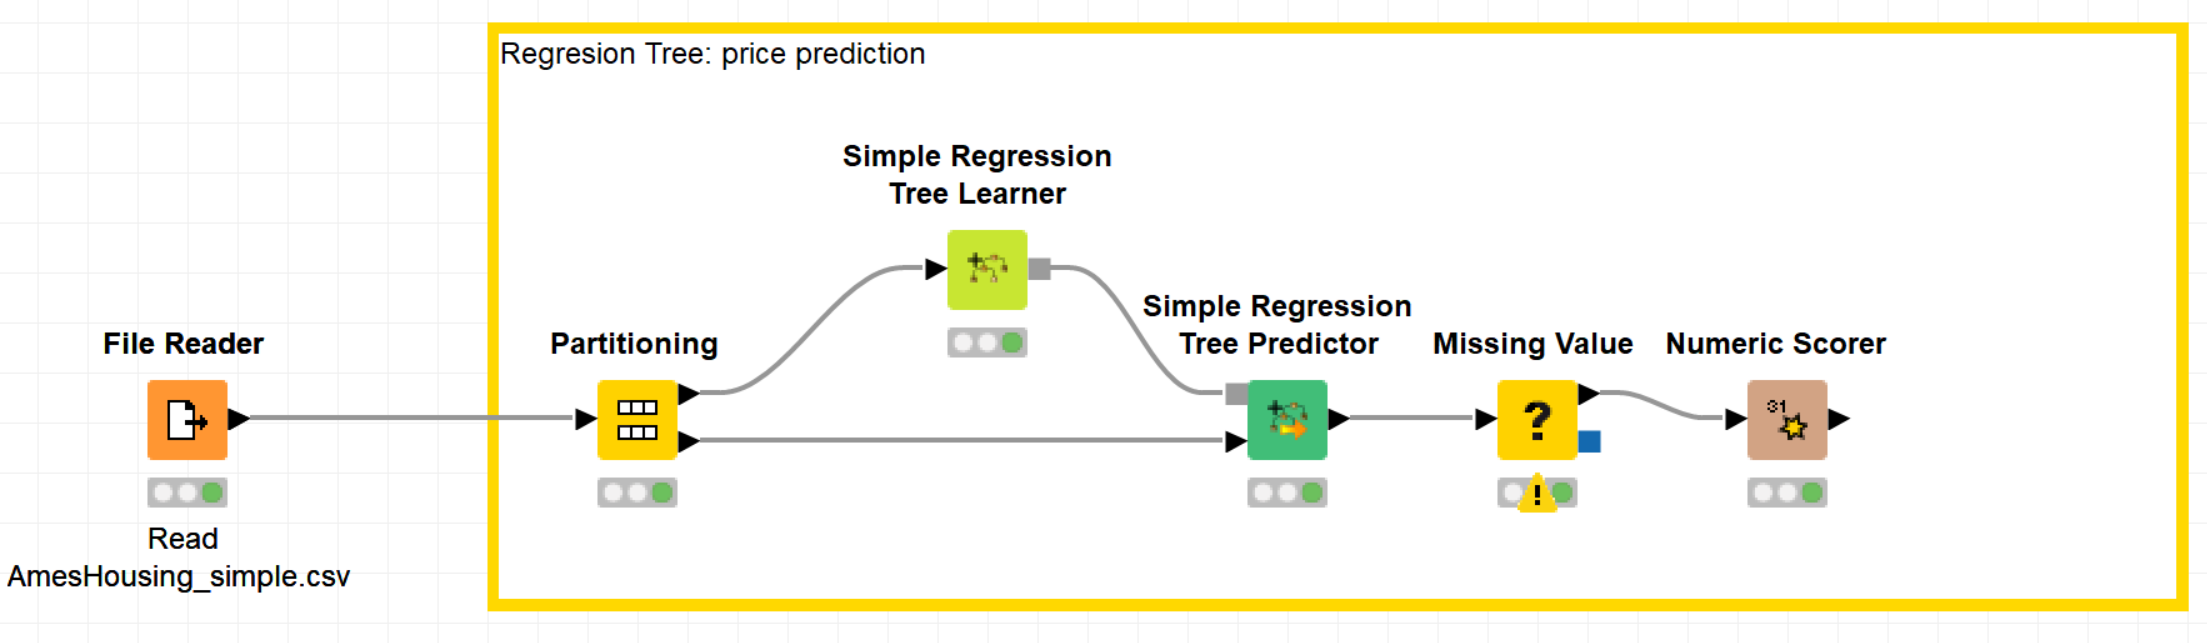 Regresion Tree: price prediction
Simple Regression
Tree Learner
Simple Regression
Tree Predictor
File Reader
Partitioning
Missing Value
Numeric Scorer
?
31
!
Read
AmesHousing_simple.csv